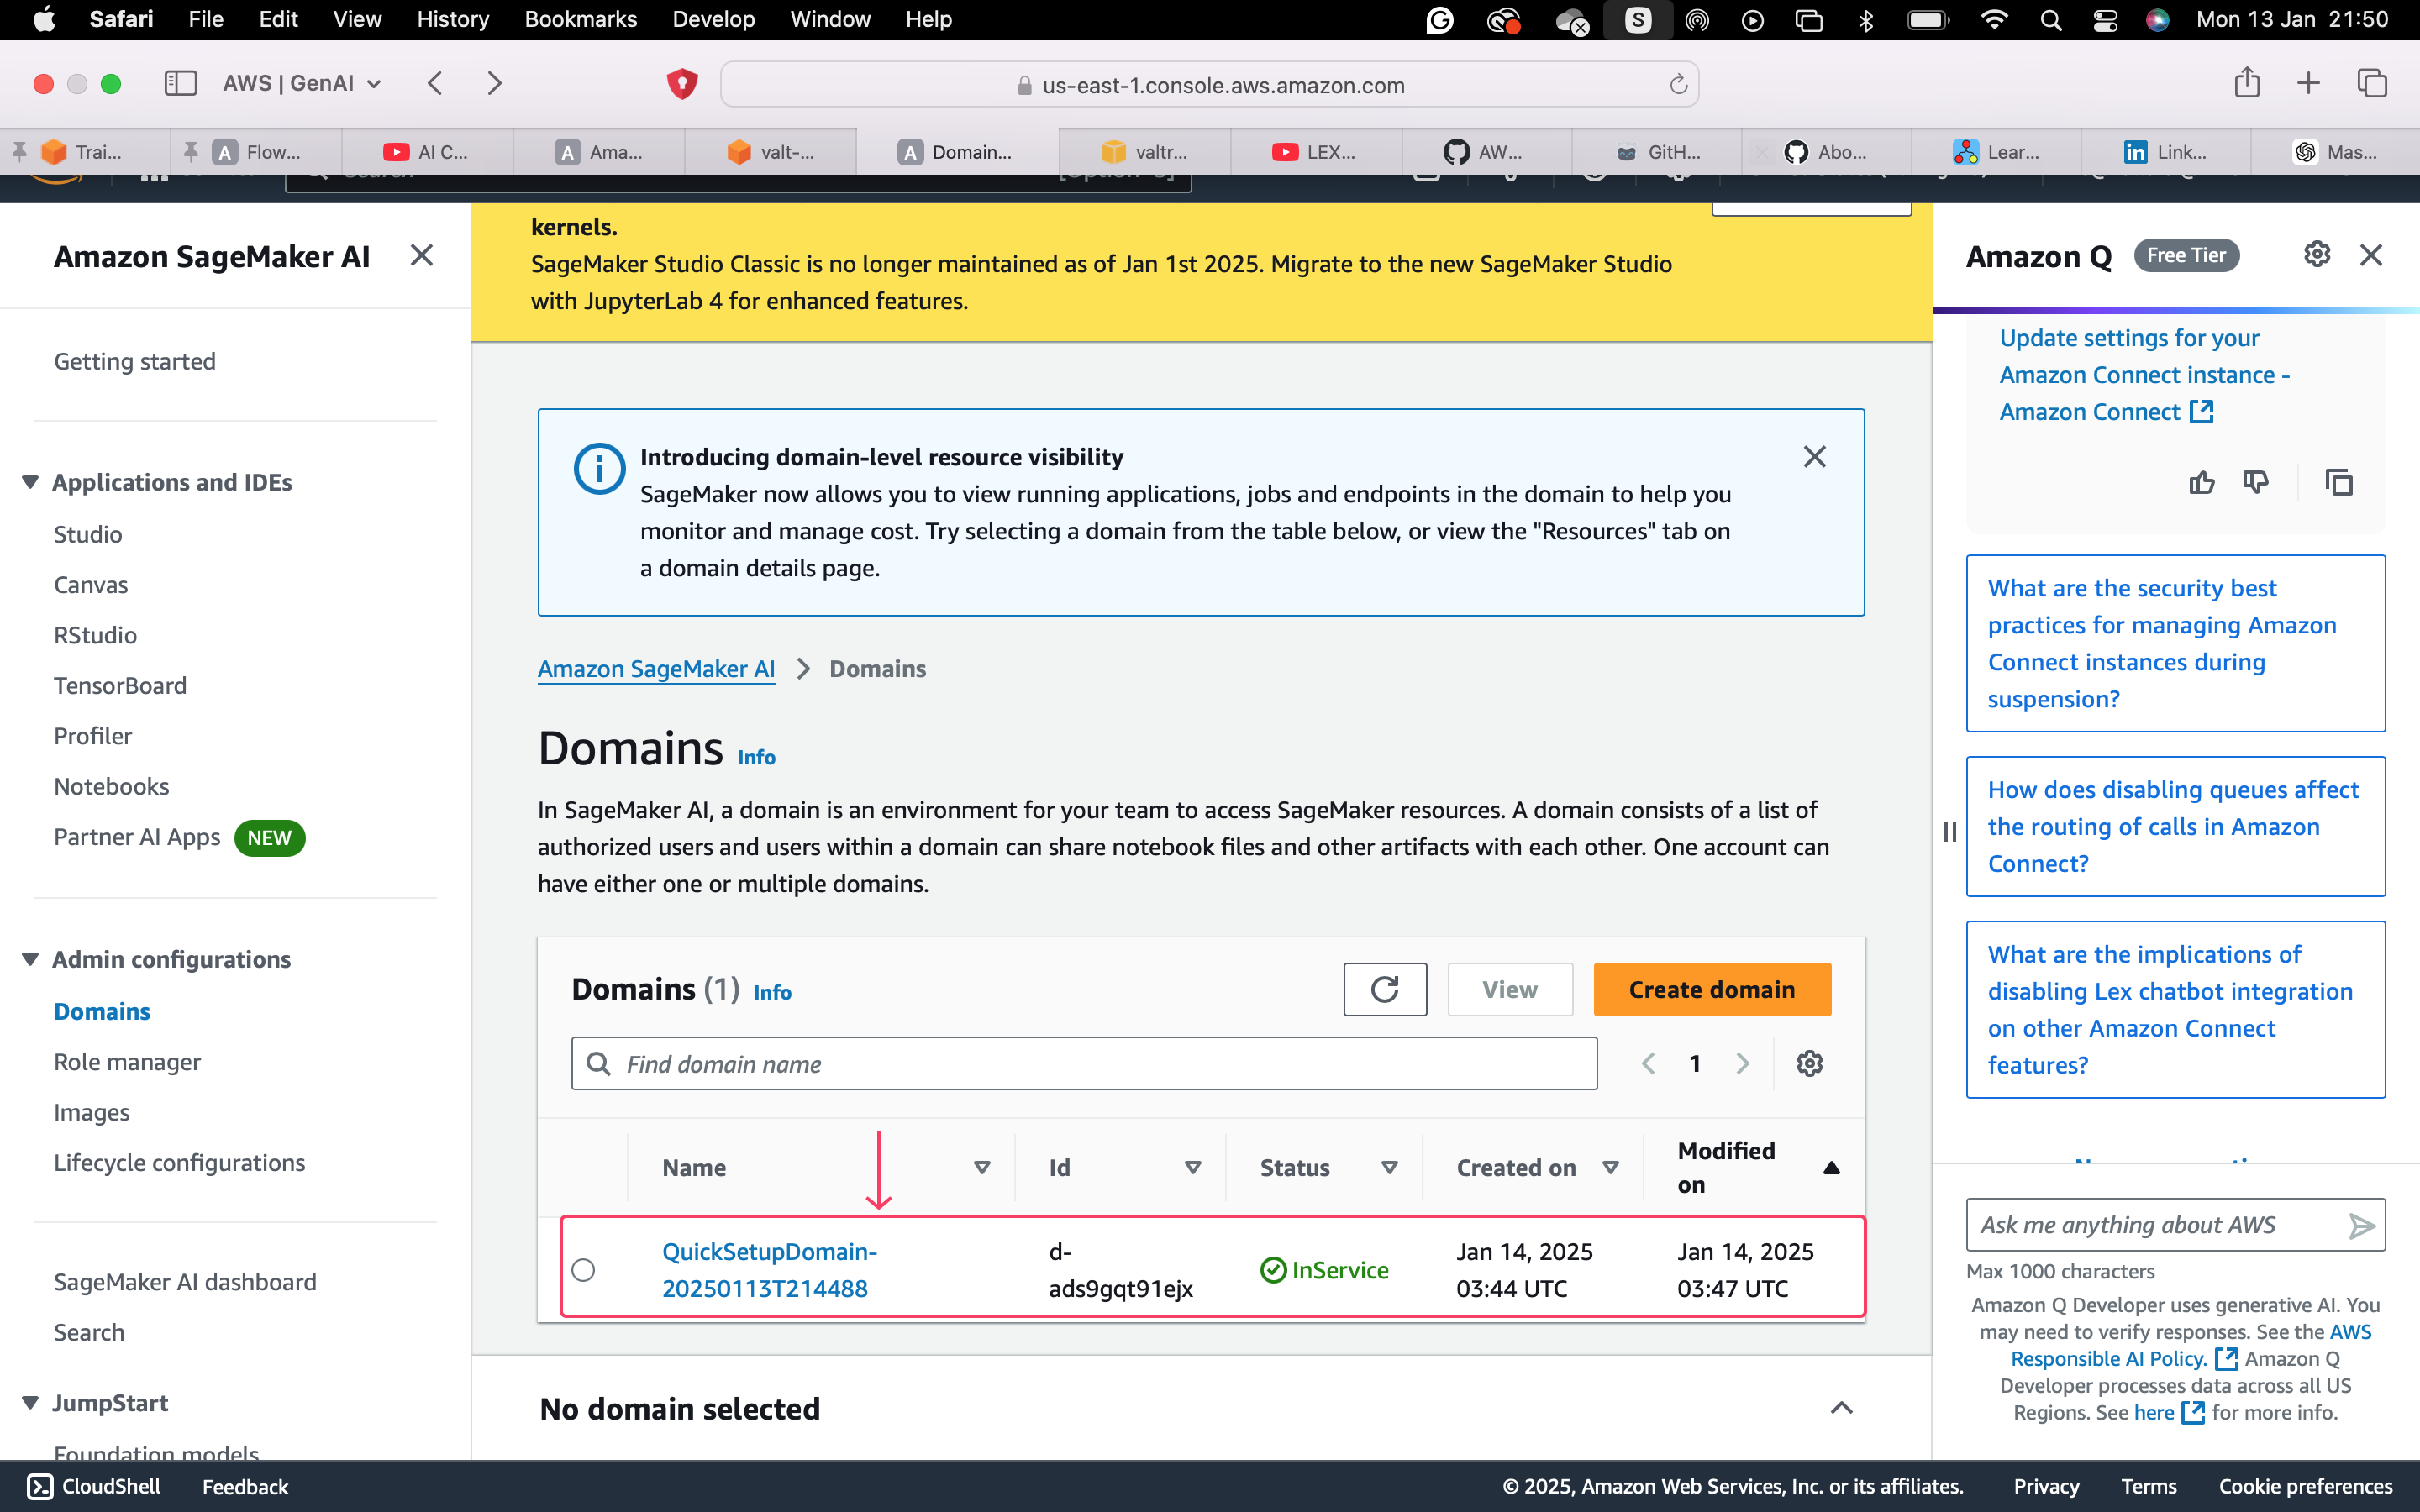 Safari File Edit View History Bookmarks Develop Window Help
S
Mon 13 Jan 21:50
AWS | GenAI
us-east-1.console.aws.amazon.com
Trai...
A Flow...
AI C...
A Ama...
valt-...
A Domain...
valtr...
LEX...
AW...
GitH...
Abo...
Lear...
in Link...
Mas...
Amazon SageMaker AI
Getting started
Applications and IDEs
Studio
Canvas
RStudio
TensorBoard
Profiler
Notebooks
Partner AI Apps NEW
Admin configurations
Domains
Role manager
Images
Lifecycle configurations
SageMaker AI dashboard
Search
JumpStart
Foundation models
kernels.
SageMaker Studio Classic is no longer maintained as of Jan 1st 2025. Migrate to the new SageMaker Studio
with JupyterLab 4 for enhanced features.
Introducing domain-level resource visibility
SageMaker now allows you to view running applications, jobs and endpoints in the domain to help you
monitor and manage cost. Try selecting a domain from the table below, or view the "Resources" tab on
a domain details page.
Amazon SageMaker AI > Domains
Domains Info
In SageMaker AI, a domain is an environment for your team to access SageMaker resources. A domain consists of a list of
authorized users and users within a domain can share notebook files and other artifacts with each other. One account can
have either one or multiple domains.
Domains (1) Info
View
Create domain
Find domain name
1
Name
Id
Status
Created on
Modified
on
QuickSetupDomain-
20250113T214488
d-
ads9gqt91ejx
InService
Jan 14, 2025
03:44 UTC
Jan 14, 2025
03:47 UTC
No domain selected
Amazon Q Free Tier
Update settings for your
Amazon Connect instance -
Amazon Connect
What are the security best
practices for managing Amazon
Connect instances during
suspension?
How does disabling queues affect
the routing of calls in Amazon
Connect?
What are the implications of
disabling Lex chatbot integration
on other Amazon Connect
features?
Ask me anything about AWS
Max 1000 characters
Amazon Q Developer uses generative AI. You
may need to verify responses. See the AWS
Responsible AI Policy. Amazon Q
Developer processes data across all US
Regions. See here for more info.
CloudShell
Feedback
© 2025, Amazon Web Services, Inc. or its affiliates.
Privacy
Terms
Cookie preferences